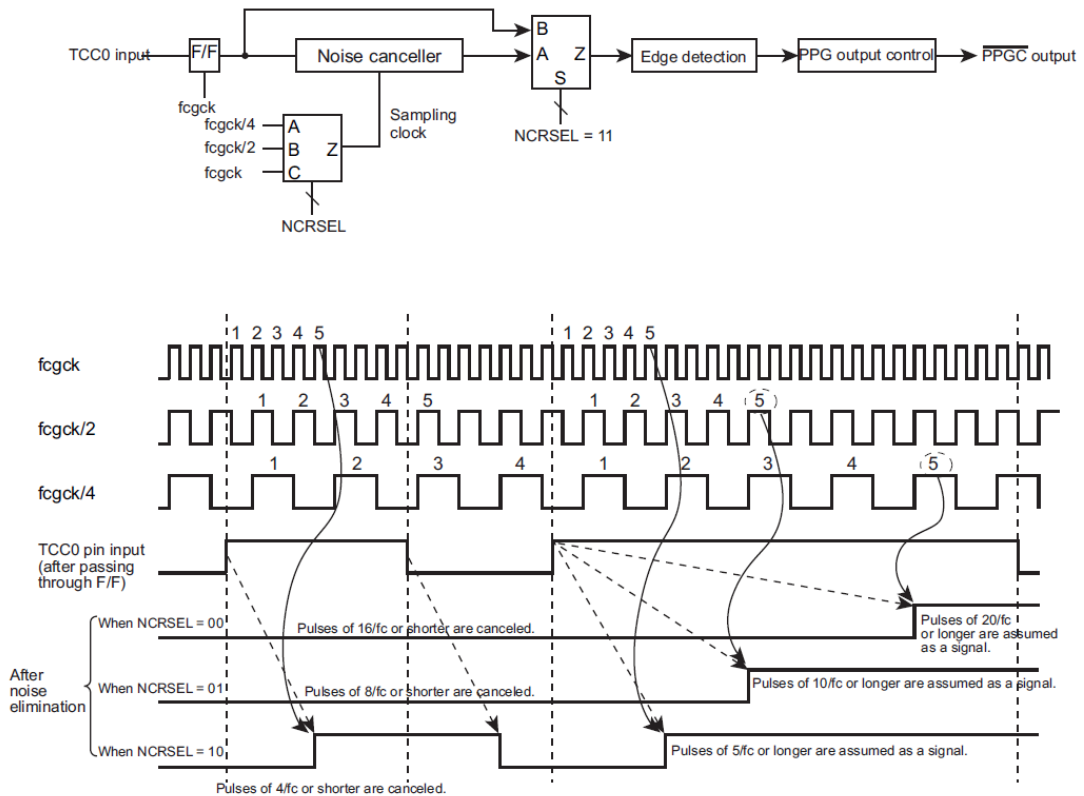 TCC0 input
F/F
Noise canceller
B
A
Z
S
Edge detection
PPG output control
PPGC output
fcgck
Sampling
clock
NCRSEL = 11
fcgck/4
fcgck/2
fcgck
A
B
C
Z
NCRSEL
1 2 3 4 5
1 2 3 4 5
fcgck
1 2 3 4 5
1 2 3 4 5
fcgck/2
1 2 3 4
1 2 3 4 5
fcgck/4
TCC0 pin input
(after passing
through F/F)
When NCRSEL = 00
Pulses of 16/fc or shorter are canceled.
Pulses of 20/fc
or longer are assumed
as a signal.
After
noise
elimination
When NCRSEL = 01
Pulses of 8/fc or shorter are canceled.
Pulses of 10/fc or longer are assumed as a signal.
When NCRSEL = 10
Pulses of 5/fc or longer are assumed as a signal.
Pulses of 4/fc or shorter are canceled.